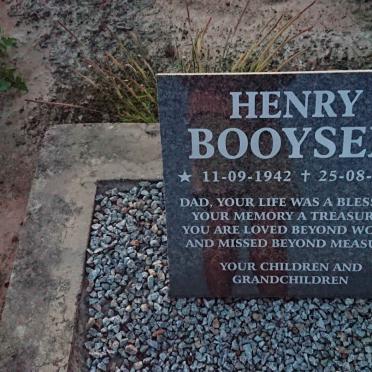 HENRY
BOOYSE
★ 11-09-1942 ✝ 25-08-
DAD, YOUR LIFE WAS A BLESS
YOUR MEMORY A TREASUR
YOU ARE LOVED BEYOND WO
AND MISSED BEYOND MEASU
YOUR CHILDREN AND
GRANDCHILDREN